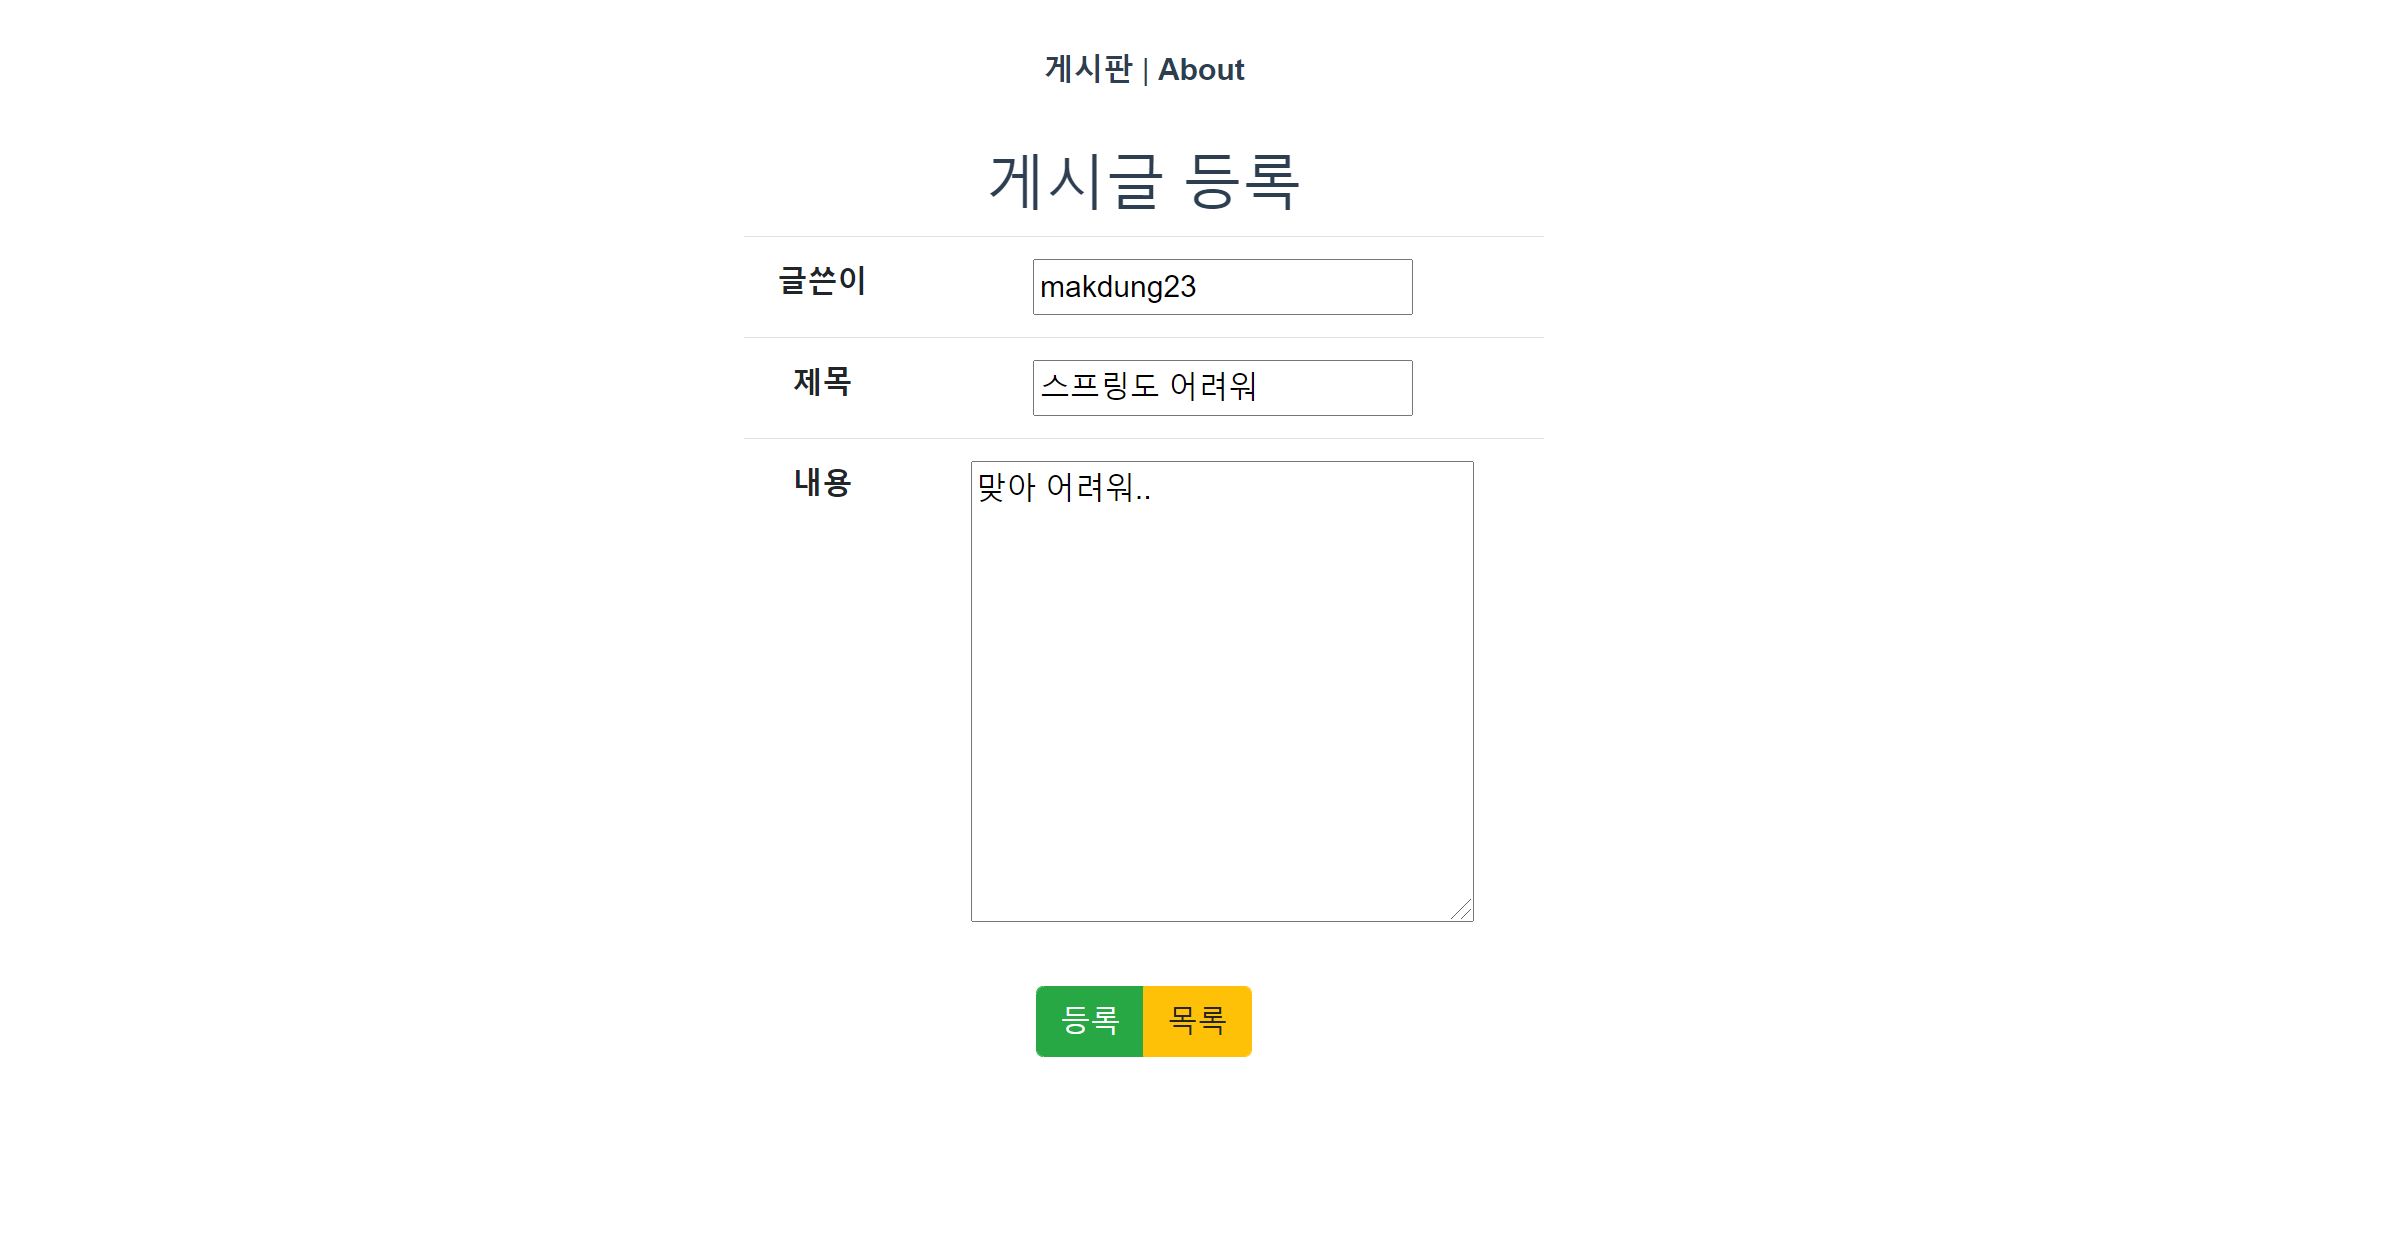 게시판 | About
게시글 등록
글쓴이 makdung23
제목 스프링도 어려워
내용 맞아 어려워..
등록 목록